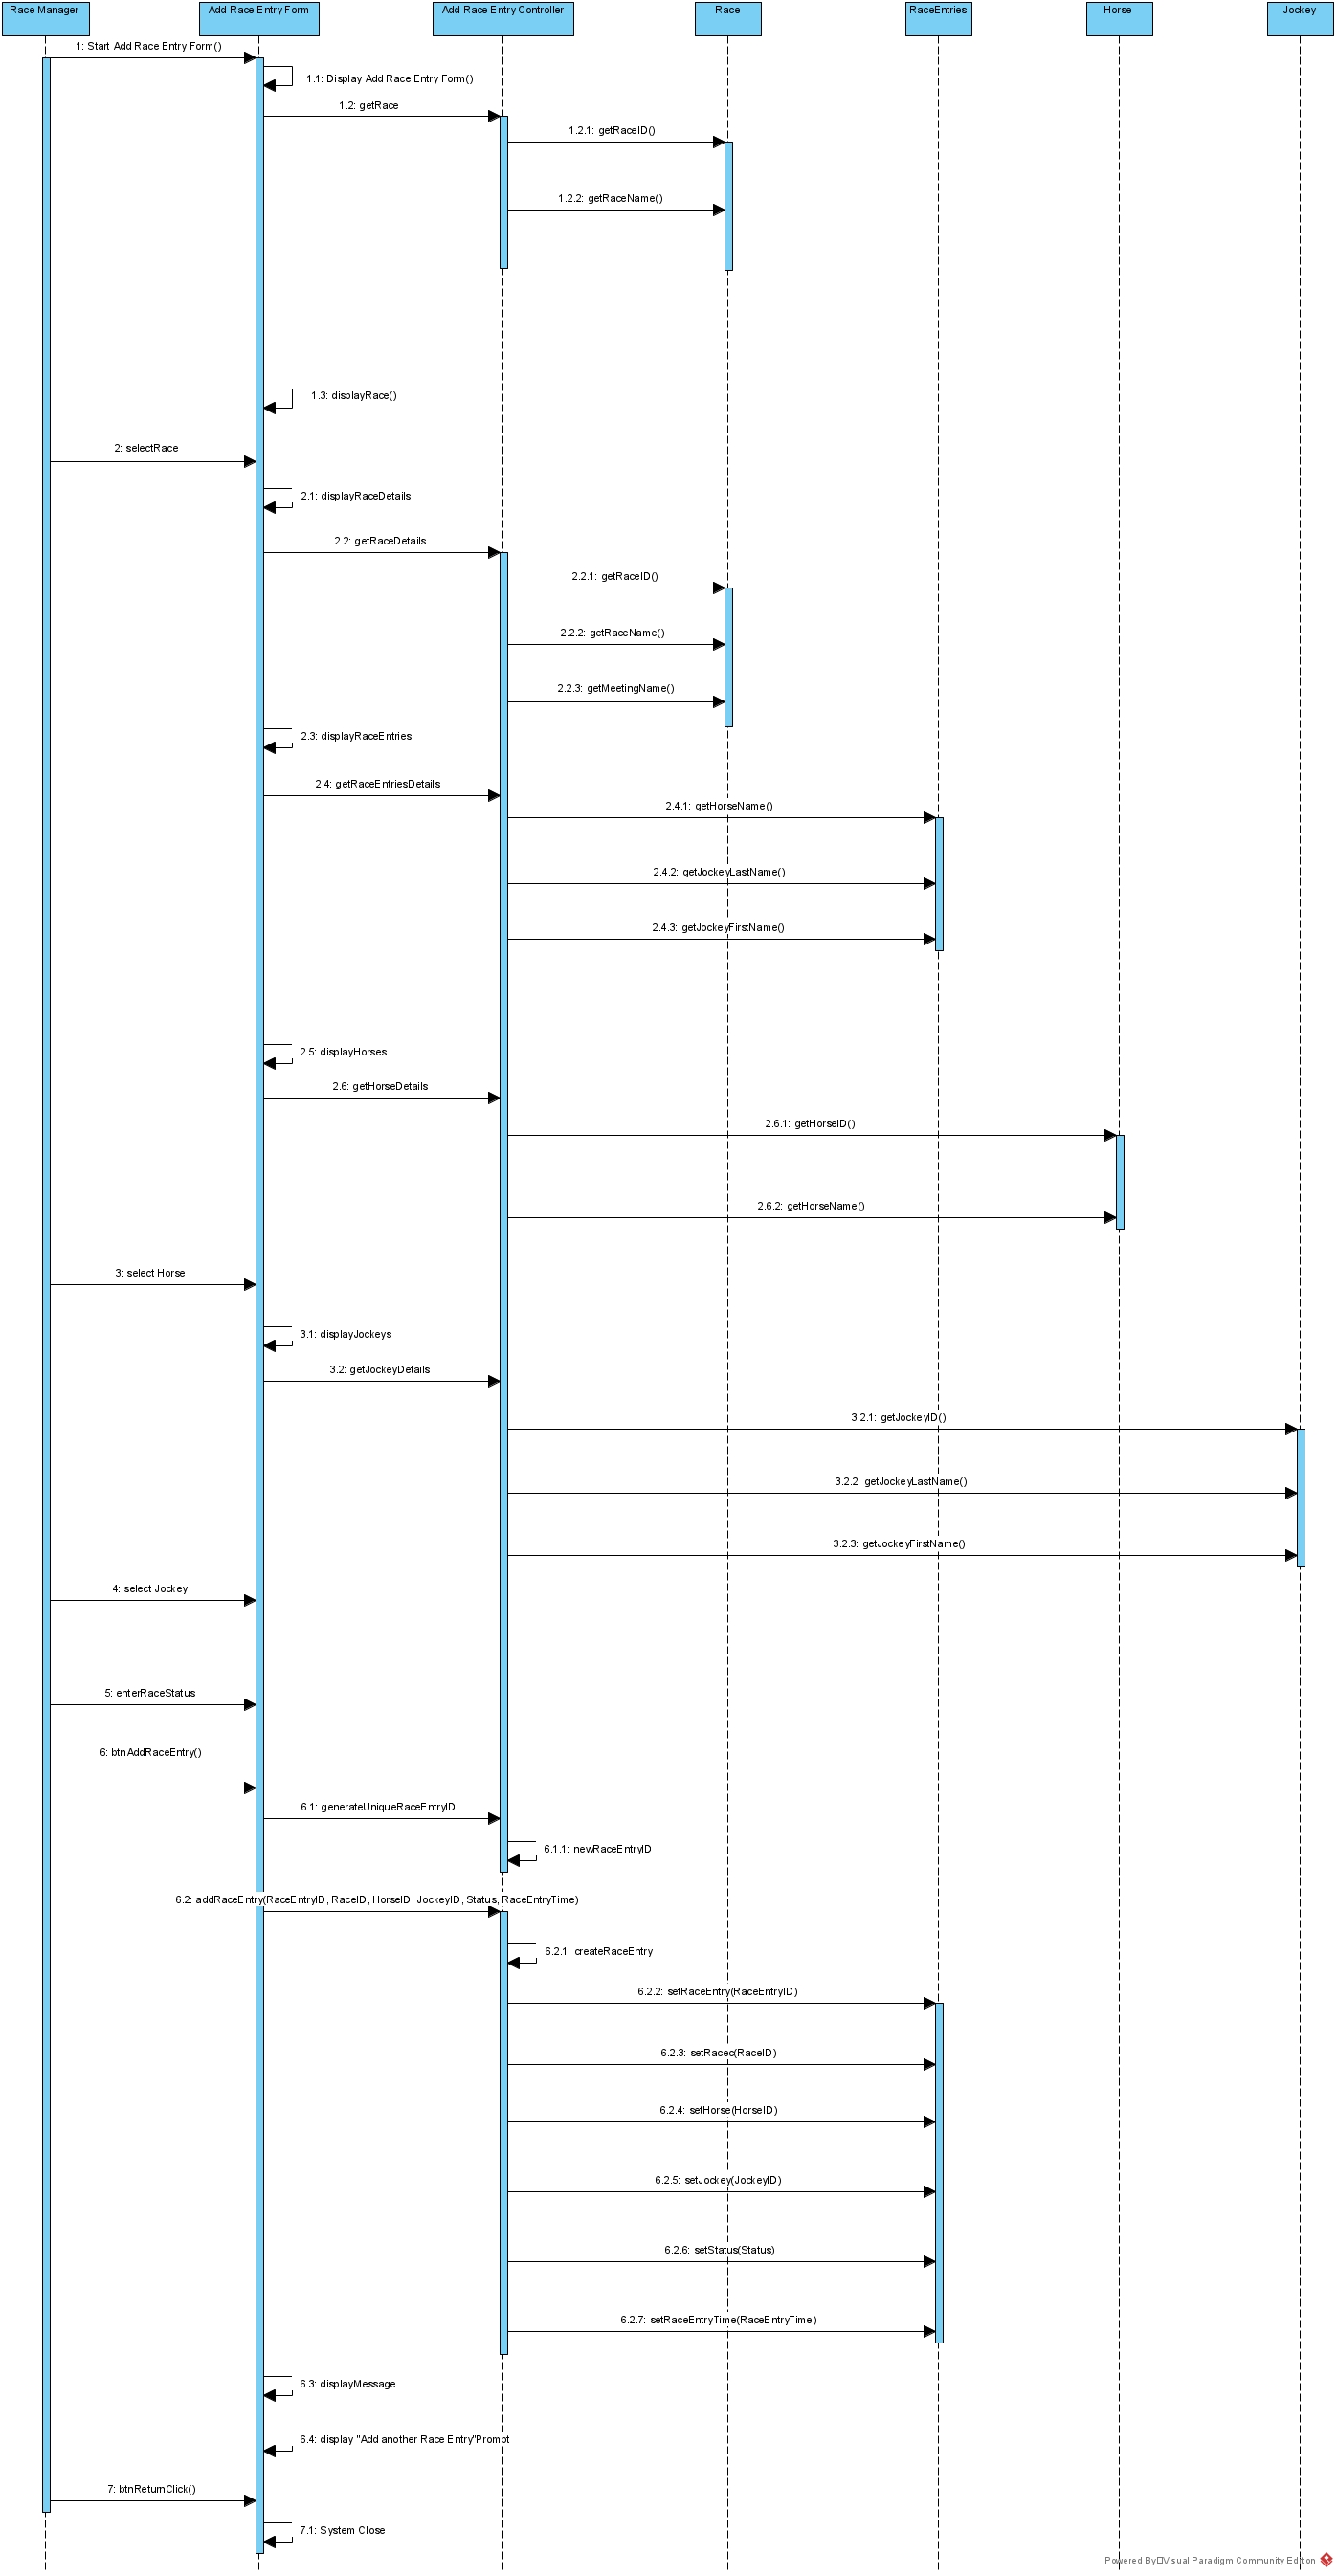 Race Manager
Add Race Entry Form
Add Race Entry Controller
Race
RaceEntries
Horse
Jockey
1: Start Add Race Entry Form()
1.1: Display Add Race Entry Form()
1.2: getRace
1.2.1: getRaceID()
1.2.2: getRaceName()
1.3: displayRace()
2: selectRace
2.1: displayRaceDetails
2.2: getRaceDetails
2.2.1: getRaceID()
2.2.2: getRaceName()
2.2.3: getMeetingName()
2.3: displayRaceEntries
2.4: getRaceEntriesDetails
2.4.1: getHorseName()
2.4.2: getJockeyLastName()
2.4.3: getJockeyFirstName()
2.5: displayHorses
2.6: getHorseDetails
2.6.1: getHorseID()
2.6.2: getHorseName()
3: select Horse
3.1: displayJockeys
3.2: getJockeyDetails
3.2.1: getJockeyID()
3.2.2: getJockeyLastName()
3.2.3: getJockeyFirstName()
4: select Jockey
5: enterRaceStatus
6: btnAddRaceEntry()
6.1: generateUniqueRaceEntryID
6.1.1: newRaceEntryID
6.2: addRaceEntry(RaceEntryID, RaceID, HorseID, JockeyID, Status, RaceEntryTime)
6.2.1: createRaceEntry
6.2.2: setRaceEntry(RaceEntryID)
6.2.3: setRacec(RaceID)
6.2.4: setHorse(HorseID)
6.2.5: setJockey(JockeyID)
6.2.6: setStatus(Status)
6.2.7: setRaceEntryTime(RaceEntryTime)
6.3: displayMessage
6.4: display "Add another Race Entry"Prompt
7: btnReturnClick()
7.1: System Close
Powered By□Visual Paradigm Community Edition